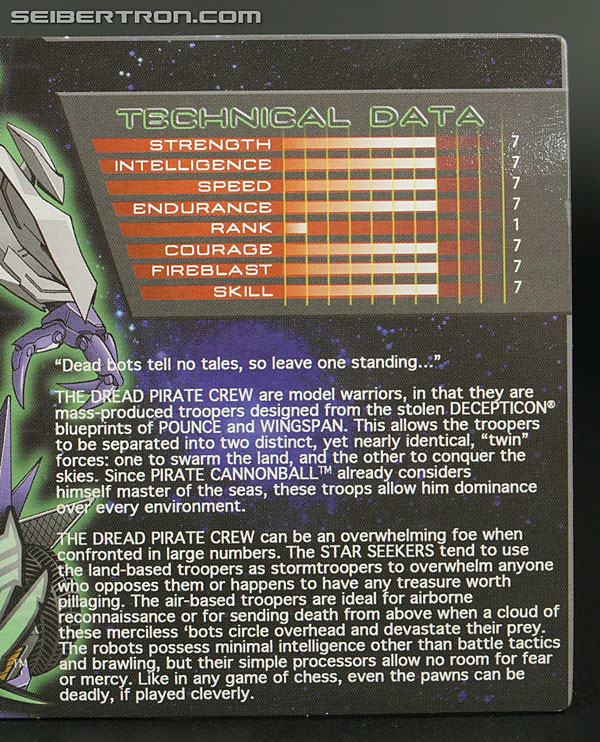 SEIBERTRON.COM
TECHNICAL DATA
STRENGTH 7
INTELLIGENCE 7
SPEED 7
ENDURANCE 7
RANK 1
COURAGE 7
FIREBLAST 7
SKILL 7
“Dead bots tell no tales, so leave one standing...”
THE DREAD PIRATE CREW are model warriors, in that they are
mass-produced troopers designed from the stolen DECEPTICON®
blueprints of POUNCE and WINGSPAN. This allows the troopers
to be separated into two distinct, yet nearly identical, “twin”
forces: one to swarm the land, and the other to conquer the
skies. Since PIRATE CANNONBALL™ already considers
himself master of the seas, these troops allow him dominance
over every environment.
THE DREAD PIRATE CREW can be an overwhelming foe when
confronted in large numbers. The STAR SEEKERS tend to use
the land-based troopers as stormtroopers to overwhelm anyone
who opposes them or happens to have any treasure worth
pillaging. The air-based troopers are ideal for airborne
reconnaissance or for sending death from above when a cloud of
these merciless ‘bots circle overhead and devastate their prey.
The robots possess minimal intelligence other than battle tactics
and brawling, but their simple processors allow no room for fear
or mercy. Like in any game of chess, even the pawns can be
deadly, if played cleverly.
TM